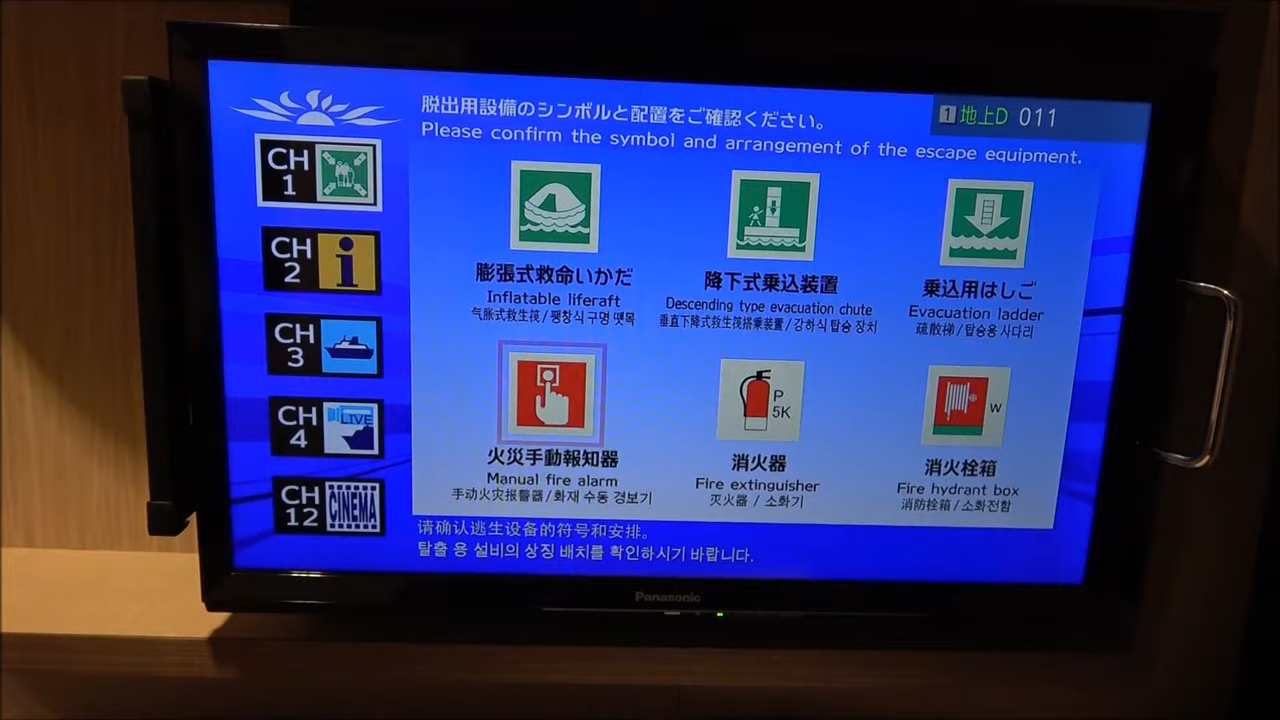 脱出用設備のシンボルと配置をご確認ください。
Please confirm the symbol and arrangement of the escape equipment.
1 地上D 011
CH 1
CH 2 i
CH 3
CH 4 LIVE
CH 12 CINEMA
膨張式救命いかだ
Inflatable liferaft
气胀式救生筏/팽창식 구명 뗏목
降下式乗込装置
Descending type evacuation chute
垂直下降式救生筏搭乘装置/강하식 탑승 장치
乗込用はしご
Evacuation ladder
疏散梯/탑승용 사다리
火災手動報知器
Manual fire alarm
手动火灾报警器/화재 수동 경보기
P
5K
消火器
Fire extinguisher
灭火器/소화기
W
消火栓箱
Fire hydrant box
消防栓箱/소화전함
请确认逃生设备的符号和安排。
탈출 용 설비의 상징 배치를 확인하시기 바랍니다.
Panasonic